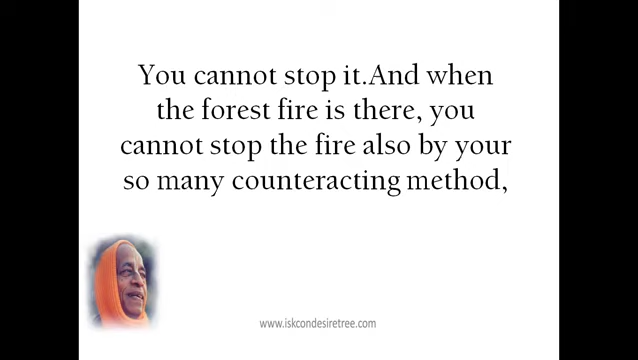 You cannot stop it.And when
the forest fire is there, you
cannot stop the fire also by your
so many counteracting method,
www.iskcondesiretree.com